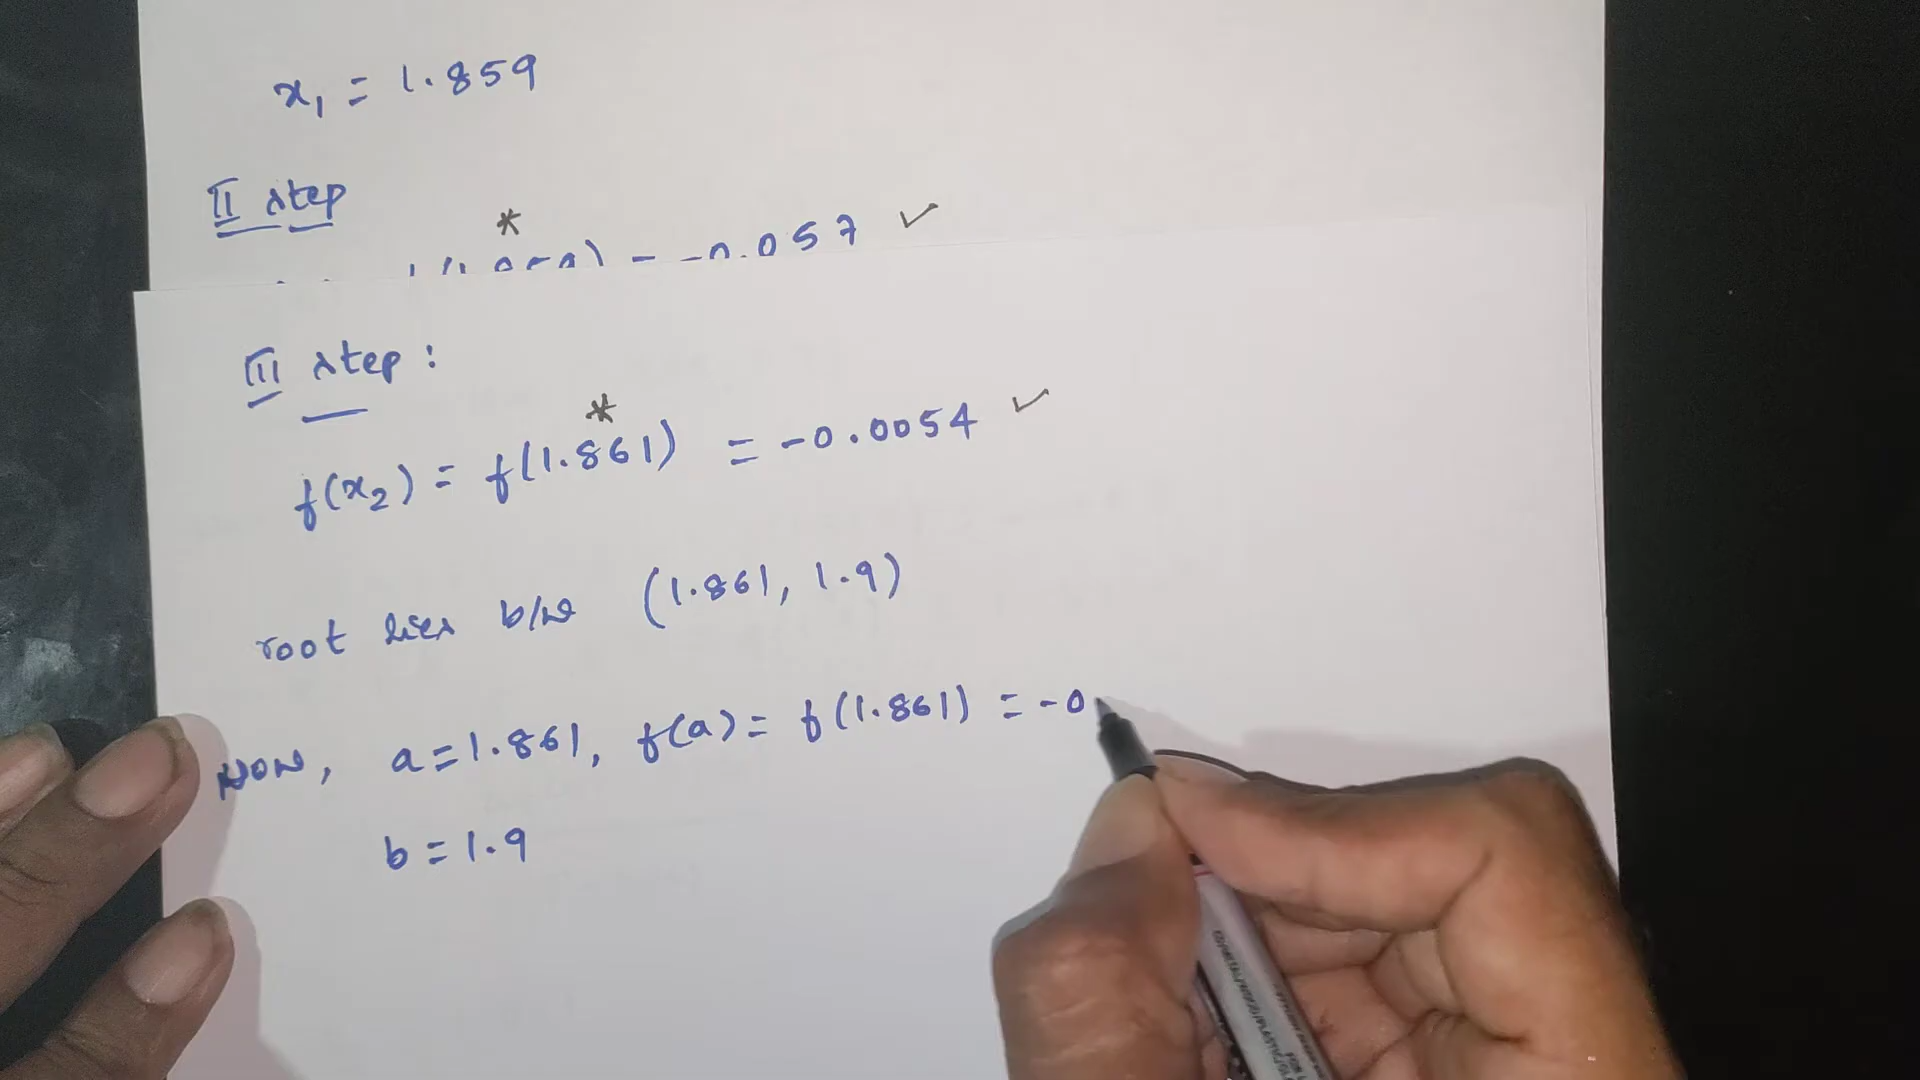 x₁ = 1.859
II step
*
= -0.057 ✓
III step :
*
f(x₂) = f(1.861) = -0.0054 ✓
root lies b/w (1.861, 1.9)
Now, a = 1.861, f(a) = f(1.861) = -0
b = 1.9